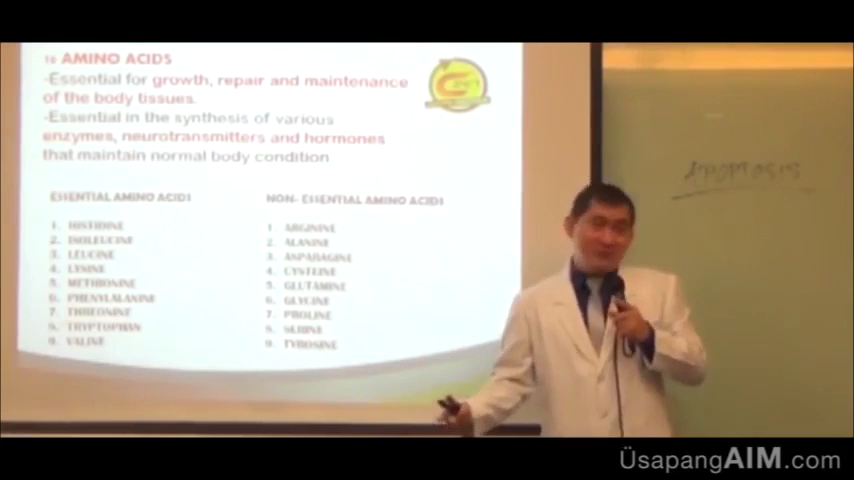 18 AMINO ACIDS
-Essential for growth, repair and maintenance
of the body tissues.
-Essential in the synthesis of various
enzymes, neurotransmitters and hormones
that maintain normal body condition
ESSENTIAL AMINO ACIDS
1. HISTIDINE
2. ISOLEUCINE
3. LEUCINE
4. LYSINE
5. METHIONINE
6. PHENYLALANINE
7. THREONINE
8. TRYPTOPHAN
9. VALINE
NON- ESSENTIAL AMINO ACIDS
1. ARGININE
2. ALANINE
3. ASPARAGINE
4. CYSTEINE
5. GLUTAMINE
6. GLYCINE
7. PROLINE
8. SERINE
9. TYROSINE
APOPTOSIS
ÜsapangAIM.com